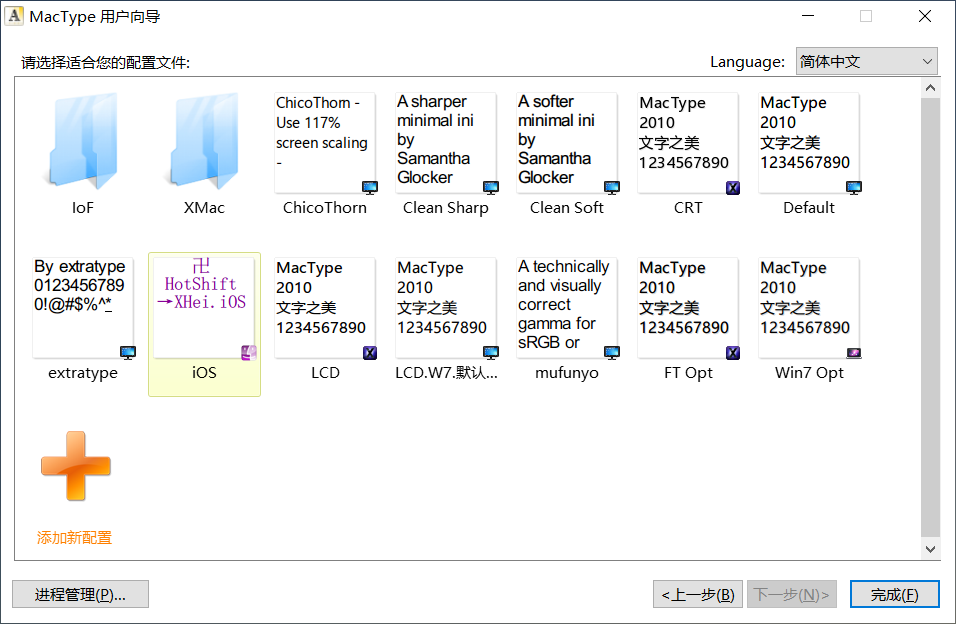 MacType 用户向导
请选择适合您的配置文件:
Language:
简体中文
IoF
XMac
ChicoThorn -
Use 117%
screen scaling
-
ChicoThorn
A sharper
minimal ini
by
Samantha
Glocker
Clean Sharp
A softer
minimal ini
by
Samantha
Glocker
Clean Soft
MacType
2010
文字之美
1234567890
CRT
MacType
2010
文字之美
1234567890
Default
By extratype
0123456789
0!@#$%^*
extratype
卍
HotShift
→XHei.iOS
iOS
MacType
2010
文字之美
1234567890
LCD
MacType
2010
文字之美
1234567890
LCD.W7.默认...
A technically
and visually
correct
gamma for
sRGB or
mufunyo
MacType
2010
文字之美
1234567890
FT Opt
MacType
2010
文字之美
1234567890
Win7 Opt
添加新配置
进程管理(P)...
<上一步(B)
下一步(N)>
完成(F)